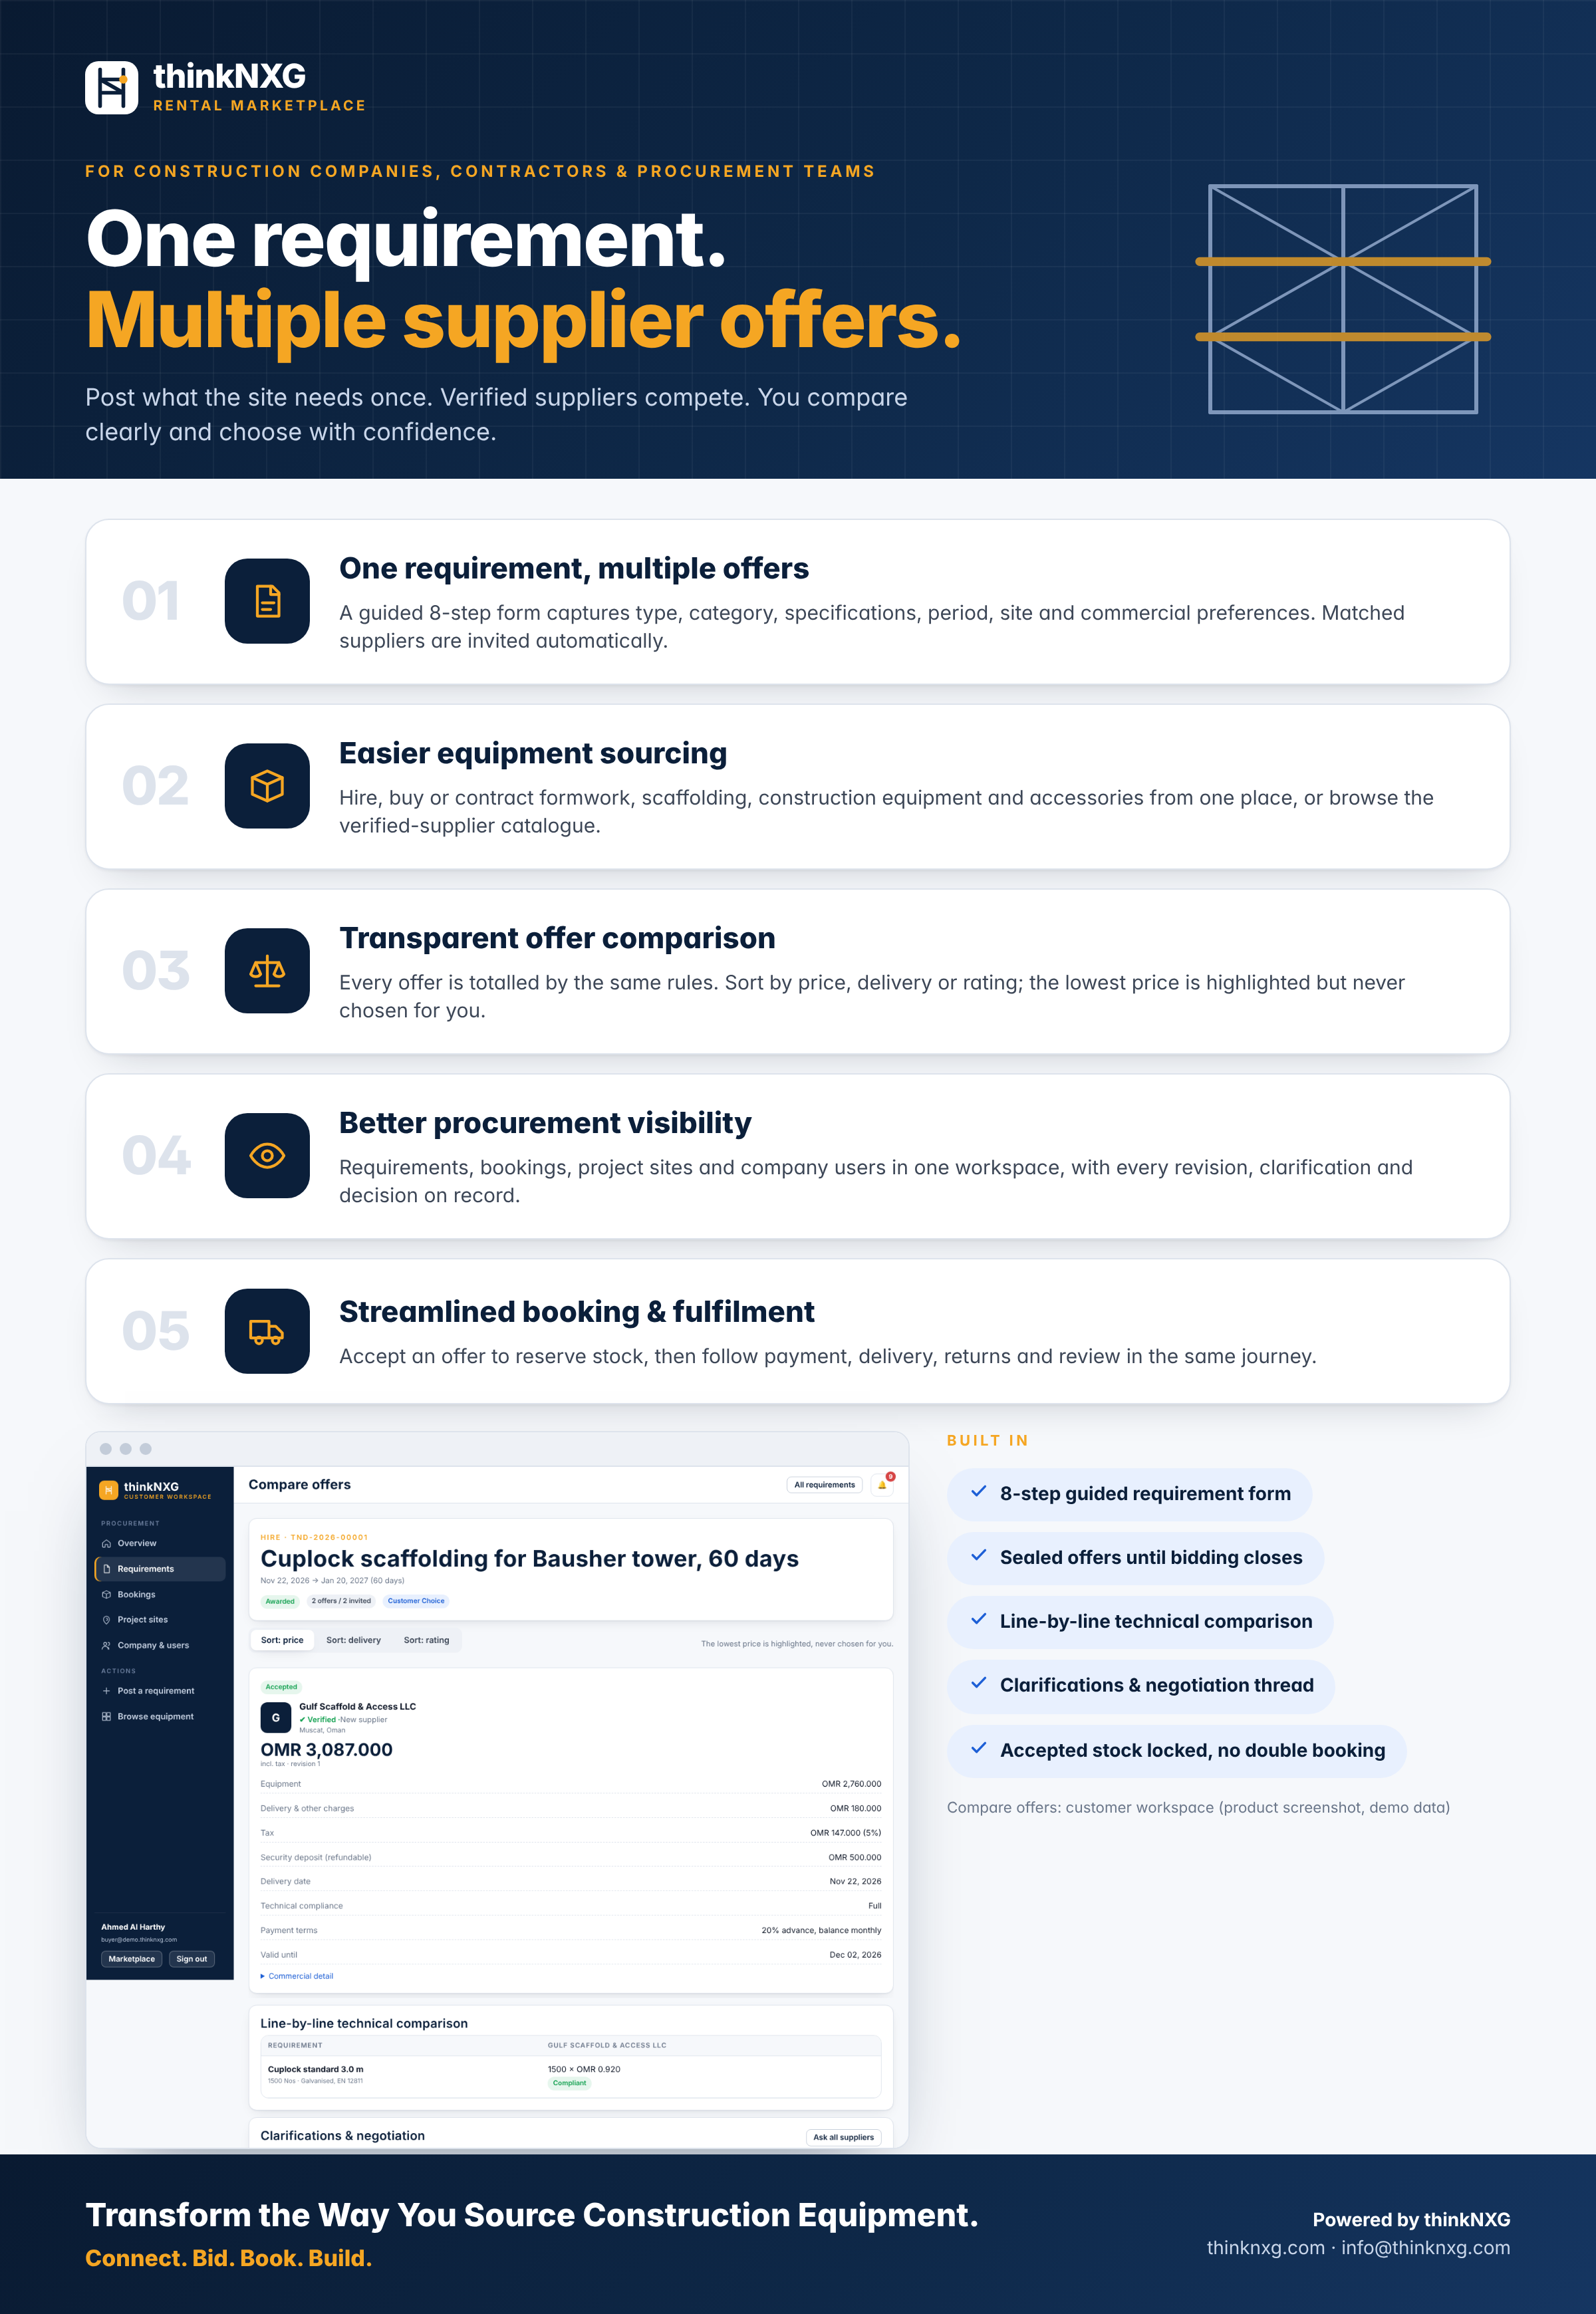 thinkNXG
RENTAL MARKETPLACE
FOR CONSTRUCTION COMPANIES, CONTRACTORS & PROCUREMENT TEAMS
One requirement.
Multiple supplier offers.
Post what the site needs once. Verified suppliers compete. You compare
clearly and choose with confidence.
01
One requirement, multiple offers
A guided 8-step form captures type, category, specifications, period, site and commercial preferences. Matched
suppliers are invited automatically.
02
Easier equipment sourcing
Hire, buy or contract formwork, scaffolding, construction equipment and accessories from one place, or browse the
verified-supplier catalogue.
03
Transparent offer comparison
Every offer is totalled by the same rules. Sort by price, delivery or rating; the lowest price is highlighted but never
chosen for you.
04
Better procurement visibility
Requirements, bookings, project sites and company users in one workspace, with every revision, clarification and
decision on record.
05
Streamlined booking & fulfilment
Accept an offer to reserve stock, then follow payment, delivery, returns and review in the same journey.
thinkNXG
CUSTOMER WORKSPACE
PROCUREMENT
Overview
Requirements
Bookings
Project sites
Company & users
ACTIONS
Post a requirement
Browse equipment
Ahmed Al Harthy
buyer@demo.thinknxg.com
Marketplace Sign out
Compare offers
All requirements
9
HIRE · TND-2026-00001
Cuplock scaffolding for Bausher tower, 60 days
Nov 22, 2026 → Jan 20, 2027 (60 days)
Awarded 2 offers / 2 invited Customer Choice
Sort: price Sort: delivery Sort: rating
The lowest price is highlighted, never chosen for you.
Accepted
G
Gulf Scaffold & Access LLC
✔ Verified ·New supplier
Muscat, Oman
OMR 3,087.000
incl. tax · revision 1
Equipment OMR 2,760.000
Delivery & other charges OMR 180.000
Tax OMR 147.000 (5%)
Security deposit (refundable) OMR 500.000
Delivery date Nov 22, 2026
Technical compliance Full
Payment terms 20% advance, balance monthly
Valid until Dec 02, 2026
▸ Commercial detail
Line-by-line technical comparison
REQUIREMENT GULF SCAFFOLD & ACCESS LLC
Cuplock standard 3.0 m 1500 × OMR 0.920
1500 Nos · Galvanised, EN 12811
Compliant
Clarifications & negotiation
Ask all suppliers
BUILT IN
8-step guided requirement form
Sealed offers until bidding closes
Line-by-line technical comparison
Clarifications & negotiation thread
Accepted stock locked, no double booking
Compare offers: customer workspace (product screenshot, demo data)
Transform the Way You Source Construction Equipment.
Connect. Bid. Book. Build.
Powered by thinkNXG
thinknxg.com · info@thinknxg.com